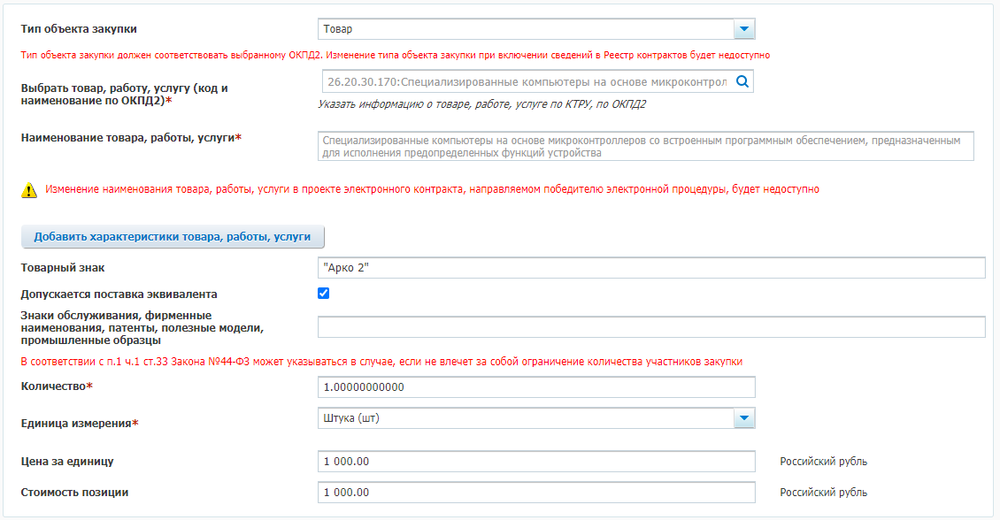 Тип объекта закупки
Товар
Тип объекта закупки должен соответствовать выбранному ОКПД2. Изменение типа объекта закупки при включении сведений в Реестр контрактов будет недоступно
Выбрать товар, работу, услугу (код и
наименование по ОКПД2)*
26.20.30.170:Специализированные компьютеры на основе микроконтрол
Указать информацию о товаре, работе, услуге по КТРУ, по ОКПД2
Наименование товара, работы, услуги*
Специализированные компьютеры на основе микроконтроллеров со встроенным программным обеспечением, предназначенным
для исполнения предопределенных функций устройства
Изменение наименования товара, работы, услуги в проекте электронного контракта, направляемом победителю электронной процедуры, будет недоступно
Добавить характеристики товара, работы, услуги
Товарный знак
"Арко 2"
Допускается поставка эквивалента
Знаки обслуживания, фирменные
наименования, патенты, полезные модели,
промышленные образцы
В соответствии с п.1 ч.1 ст.33 Закона №44-ФЗ может указываться в случае, если не влечет за собой ограничение количества участников закупки
Количество*
1.00000000000
Единица измерения*
Штука (шт)
Цена за единицу
1 000.00
Российский рубль
Стоимость позиции
1 000.00
Российский рубль